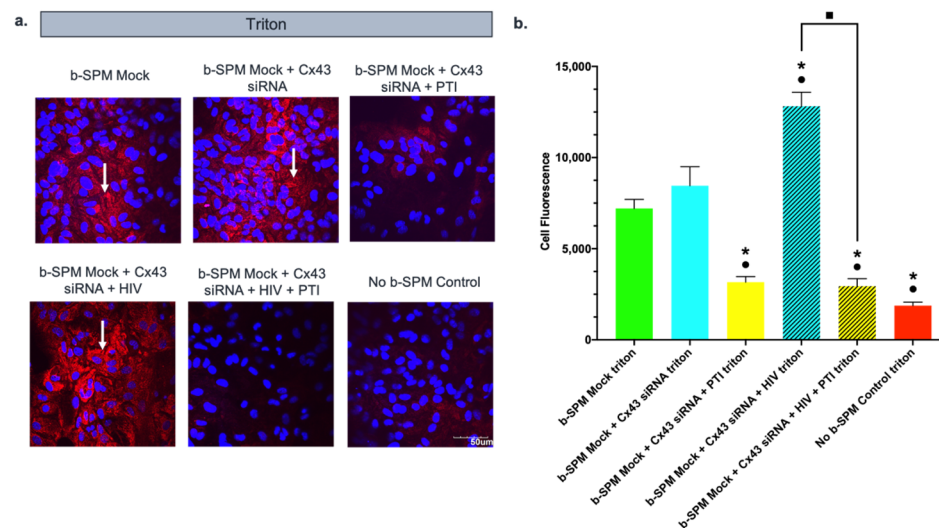 a.
Triton
b-SPM Mock
b-SPM Mock + Cx43
siRNA
b-SPM Mock + Cx43
siRNA + PTI
b-SPM Mock + Cx43
siRNA + HIV
b-SPM Mock + Cx43
siRNA + HIV + PTI
No b-SPM Control
50um
b.
Cell Fluorescence
15,000
10,000
5,000
0
*
*
*
*
b-SPM Mock triton
b-SPM Mock + Cx43 siRNA triton
b-SPM Mock + Cx43 siRNA + PTI triton
b-SPM Mock + Cx43 siRNA + HIV triton
b-SPM Mock + Cx43 siRNA + HIV + PTI triton
No b-SPM Control triton